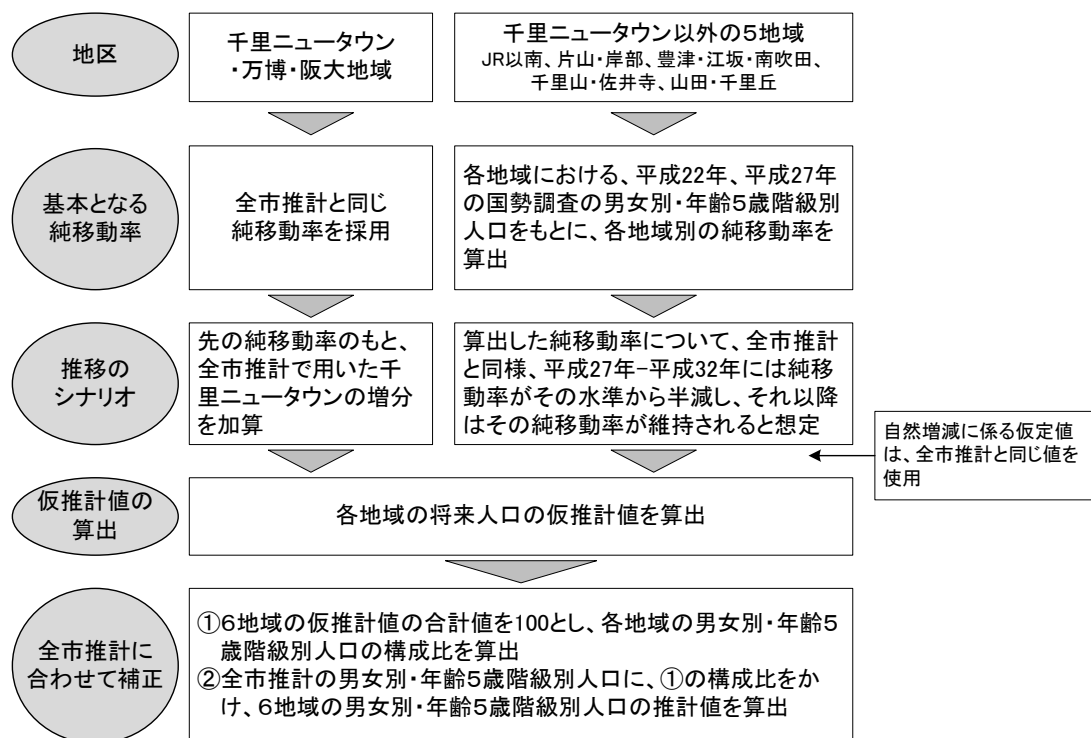 地区
千里ニュータウン
・万博・阪大地域
千里ニュータウン以外の5地域
JR以南、片山・岸部、豊津・江坂・南吹田、
千里山・佐井寺、山田・千里丘
基本となる
純移動率
全市推計と同じ
純移動率を採用
各地域における、平成22年、平成27年
の国勢調査の男女別・年齢5歳階級別
人口をもとに、各地域別の純移動率を
算出
推移の
シナリオ
先の純移動率のもと、
全市推計で用いた千
里ニュータウンの増分
を加算
算出した純移動率について、全市推計
と同様、平成27年-平成32年には純移
動率がその水準から半減し、それ以降
はその純移動率が維持されると想定
自然増減に係る仮定値
は、全市推計と同じ値を
使用
仮推計値の
算出
各地域の将来人口の仮推計値を算出
全市推計に
合わせて補正
①6地域の仮推計値の合計値を100とし、各地域の男女別・年齢5
歳階級別人口の構成比を算出
②全市推計の男女別・年齢5歳階級別人口に、①の構成比をか
け、6地域の男女別・年齢5歳階級別人口の推計値を算出